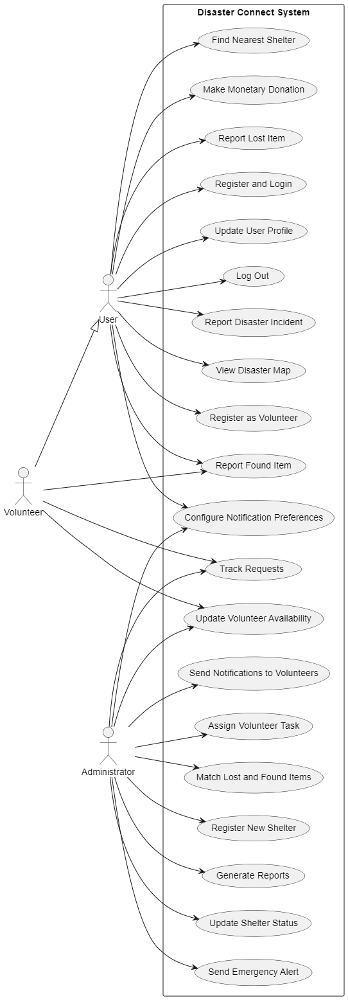 Disaster Connect System
Find Nearest Shelter
Make Monetary Donation
Report Lost Item
Register and Login
Update User Profile
Log Out
User
Report Disaster Incident
View Disaster Map
Register as Volunteer
Report Found Item
Volunteer
Configure Notification Preferences
Track Requests
Update Volunteer Availability
Send Notifications to Volunteers
Assign Volunteer Task
Administrator
Match Lost and Found Items
Register New Shelter
Generate Reports
Update Shelter Status
Send Emergency Alert